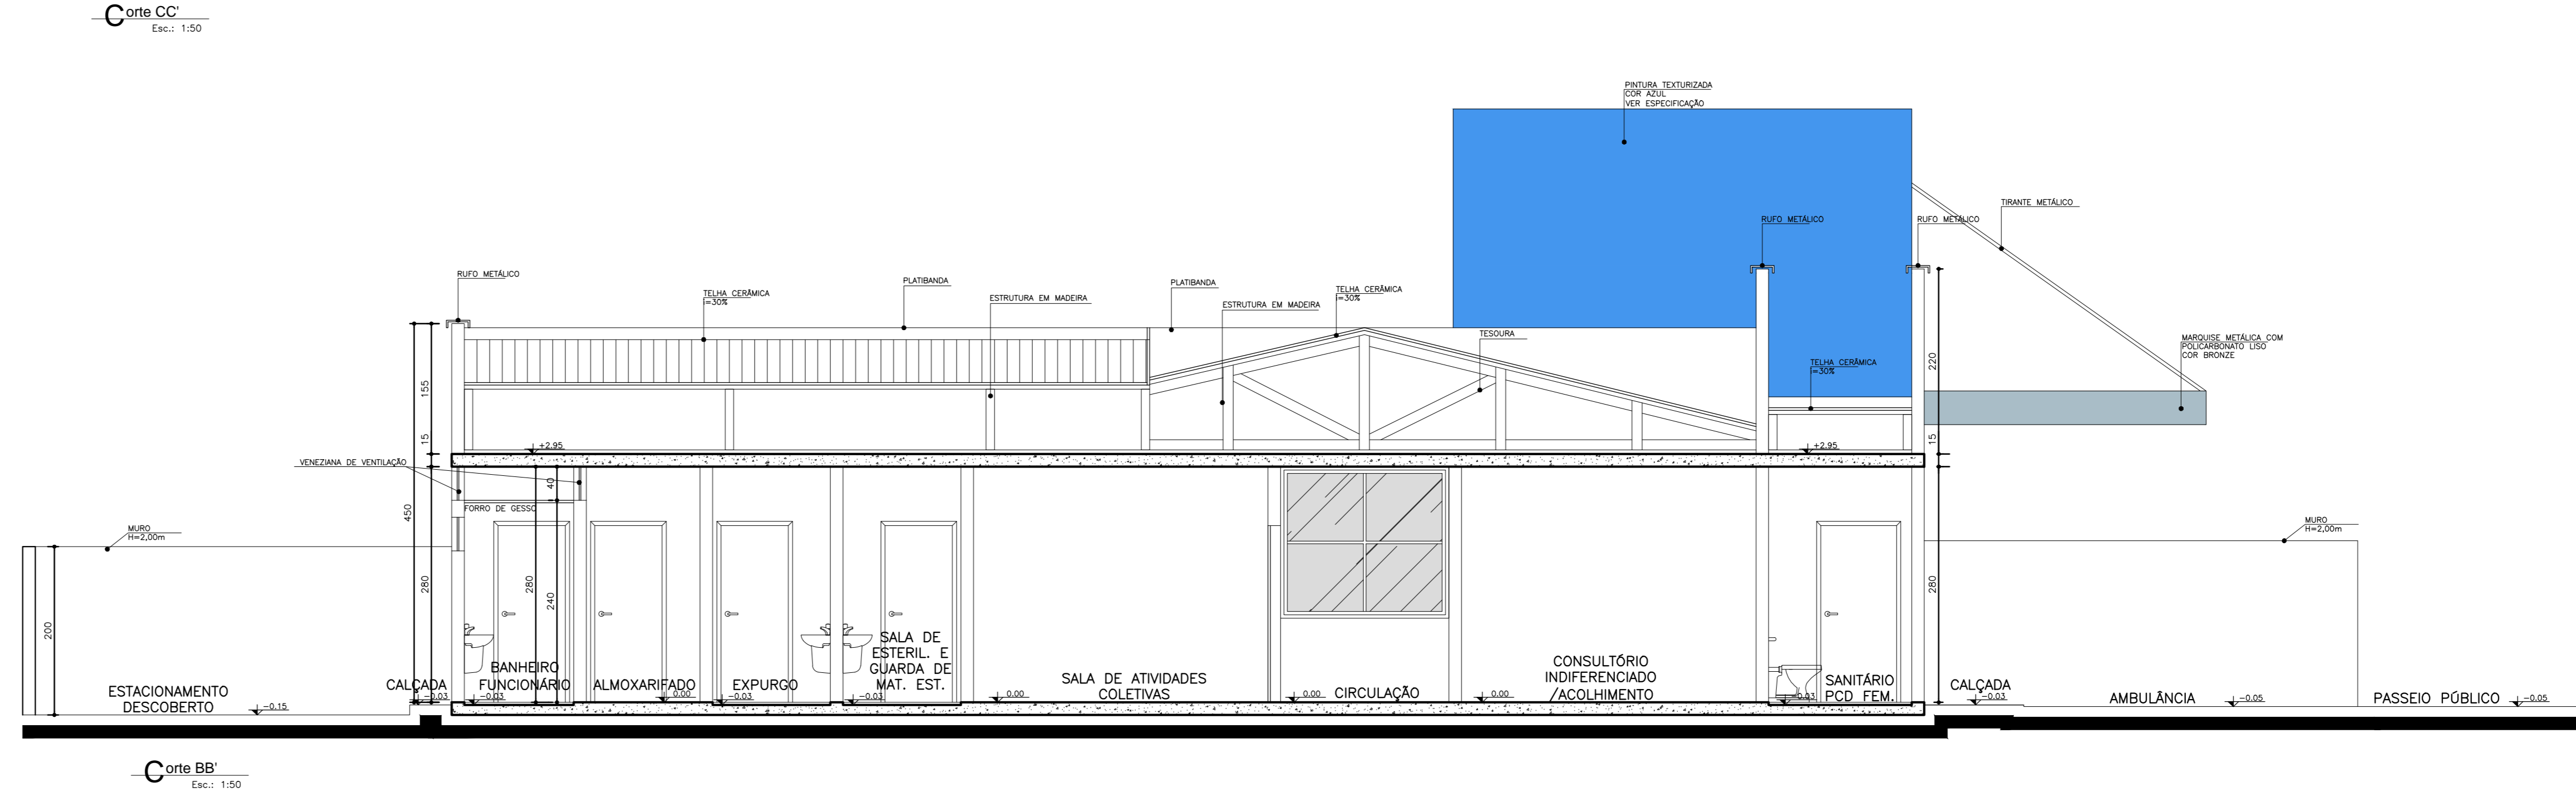 Corte CC'
Esc.: 1:50
PINTURA TEXTURIZADA
COR AZUL
VER ESPECIFICAÇÃO
TIRANTE METÁLICO
RUFO METÁLICO
RUFO METÁLICO
RUFO METÁLICO
PLATIBANDA
PLATIBANDA
TELHA CERÂMICA
i=30%
ESTRUTURA EM MADEIRA
ESTRUTURA EM MADEIRA
TELHA CERÂMICA
i=30%
TESOURA
MARQUISE METÁLICA COM
POLICARBONATO LISO
COR BRONZE
TELHA CERÂMICA
i=30%
220
155
15
15
+2.95
+2.95
VENEZIANA DE VENTILAÇÃO
40
FORRO DE GESSO
450
MURO
H=2,00m
MURO
H=2,00m
280
280
240
280
200
ESTACIONAMENTO
DESCOBERTO
-0.15
CALÇADA
-0.03
BANHEIRO
FUNCIONÁRIO
-0.03
ALMOXARIFADO
0.00
EXPURGO
-0.03
SALA DE
ESTERIL. E
GUARDA DE
MAT. EST.
-0.03
SALA DE ATIVIDADES
COLETIVAS
0.00
CIRCULAÇÃO
0.00
CONSULTÓRIO
INDIFERENCIADO
/ACOLHIMENTO
0.00
SANITÁRIO
PCD FEM.
-0.03
CALÇADA
-0.03
AMBULÂNCIA
-0.05
PASSEIO PÚBLICO
-0.05
Corte BB'
Esc.: 1:50